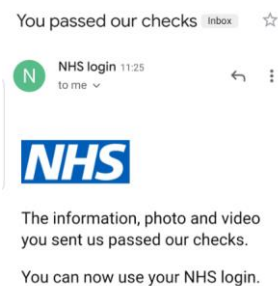 You passed our checks Inbox
N
NHS login 11:25
to me
NHS
The information, photo and video
you sent us passed our checks.
You can now use your NHS login.